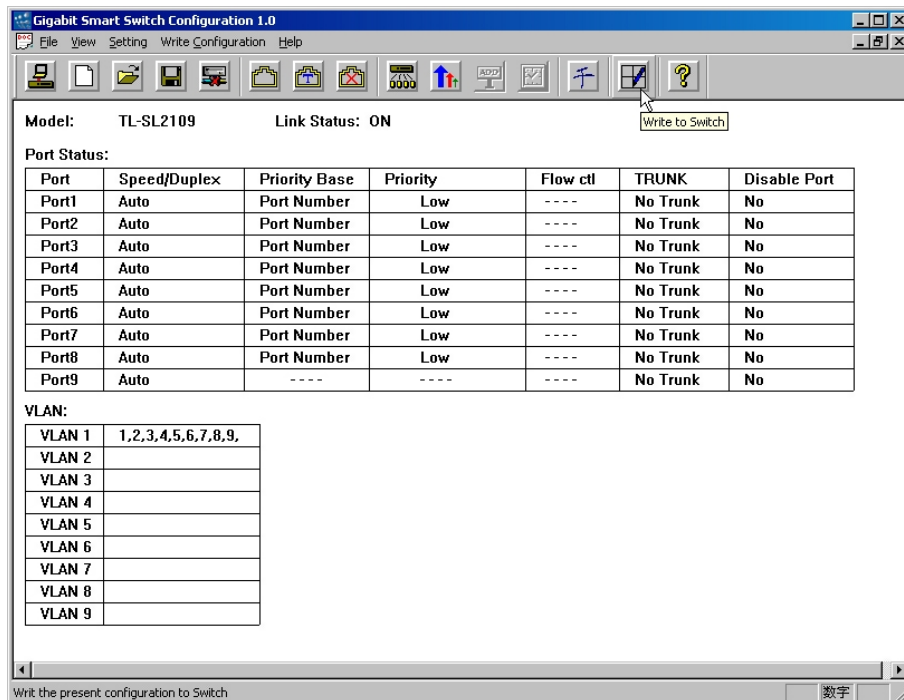 Gigabit Smart Switch Configuration 1.0
DOC File View Setting Write Configuration Help
T ADD 千 ?
Model: TL-SL2109 Link Status: ON
Write to Switch
Port Status:
Port Speed/Duplex Priority Base Priority Flow ctl TRUNK Disable Port
Port1 Auto Port Number Low ---- No Trunk No
Port2 Auto Port Number Low ---- No Trunk No
Port3 Auto Port Number Low ---- No Trunk No
Port4 Auto Port Number Low ---- No Trunk No
Port5 Auto Port Number Low ---- No Trunk No
Port6 Auto Port Number Low ---- No Trunk No
Port7 Auto Port Number Low ---- No Trunk No
Port8 Auto Port Number Low ---- No Trunk No
Port9 Auto ---- ---- ---- No Trunk No
VLAN:
VLAN 1 1,2,3,4,5,6,7,8,9,
VLAN 2
VLAN 3
VLAN 4
VLAN 5
VLAN 6
VLAN 7
VLAN 8
VLAN 9
Writ the present configuration to Switch 数字